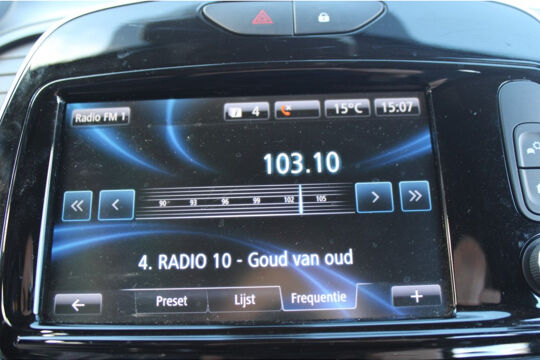 Radio FM 1 4 15°C 15:07
103.10
90 93 96 99 102 105
4. RADIO 10 - Goud van oud
Preset Lijst Frequentie +